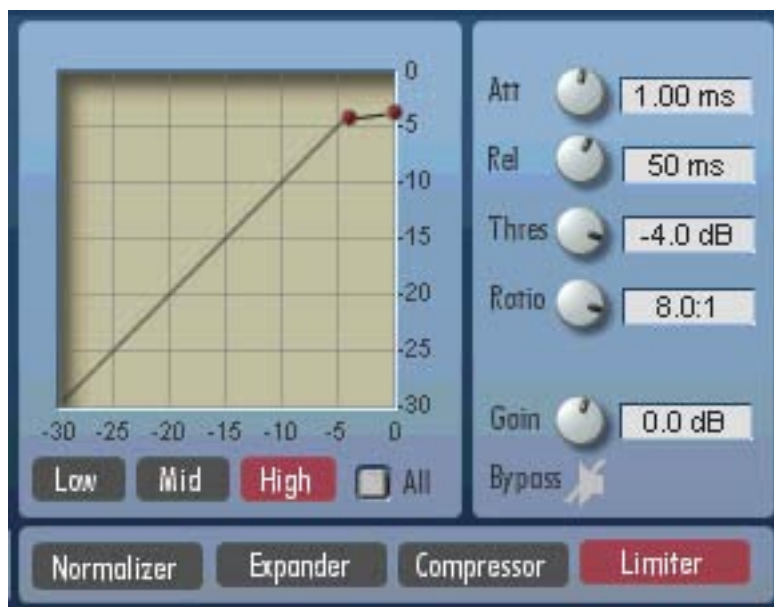 0
-5
-10
-15
-20
-25
-30
-30 -25 -20 -15 -10 -5 0
Low Mid High All
Att 1.00 ms
Rel 50 ms
Thres -4.0 dB
Ratio 8.0:1
Gain 0.0 dB
Bypass
Normalizer Expander Compressor Limiter